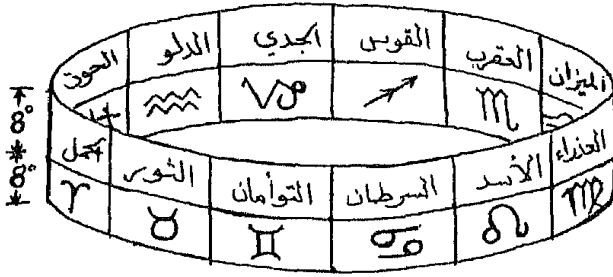 الميزان العقرب القوس الجدي الدلو الحوت
♏ ♐ ♑ ♒
8°
8°
العذراء الأسد السرطان التوأمان الثور الحمل
♍ ♌ ♋ ♊ ♉ ♈